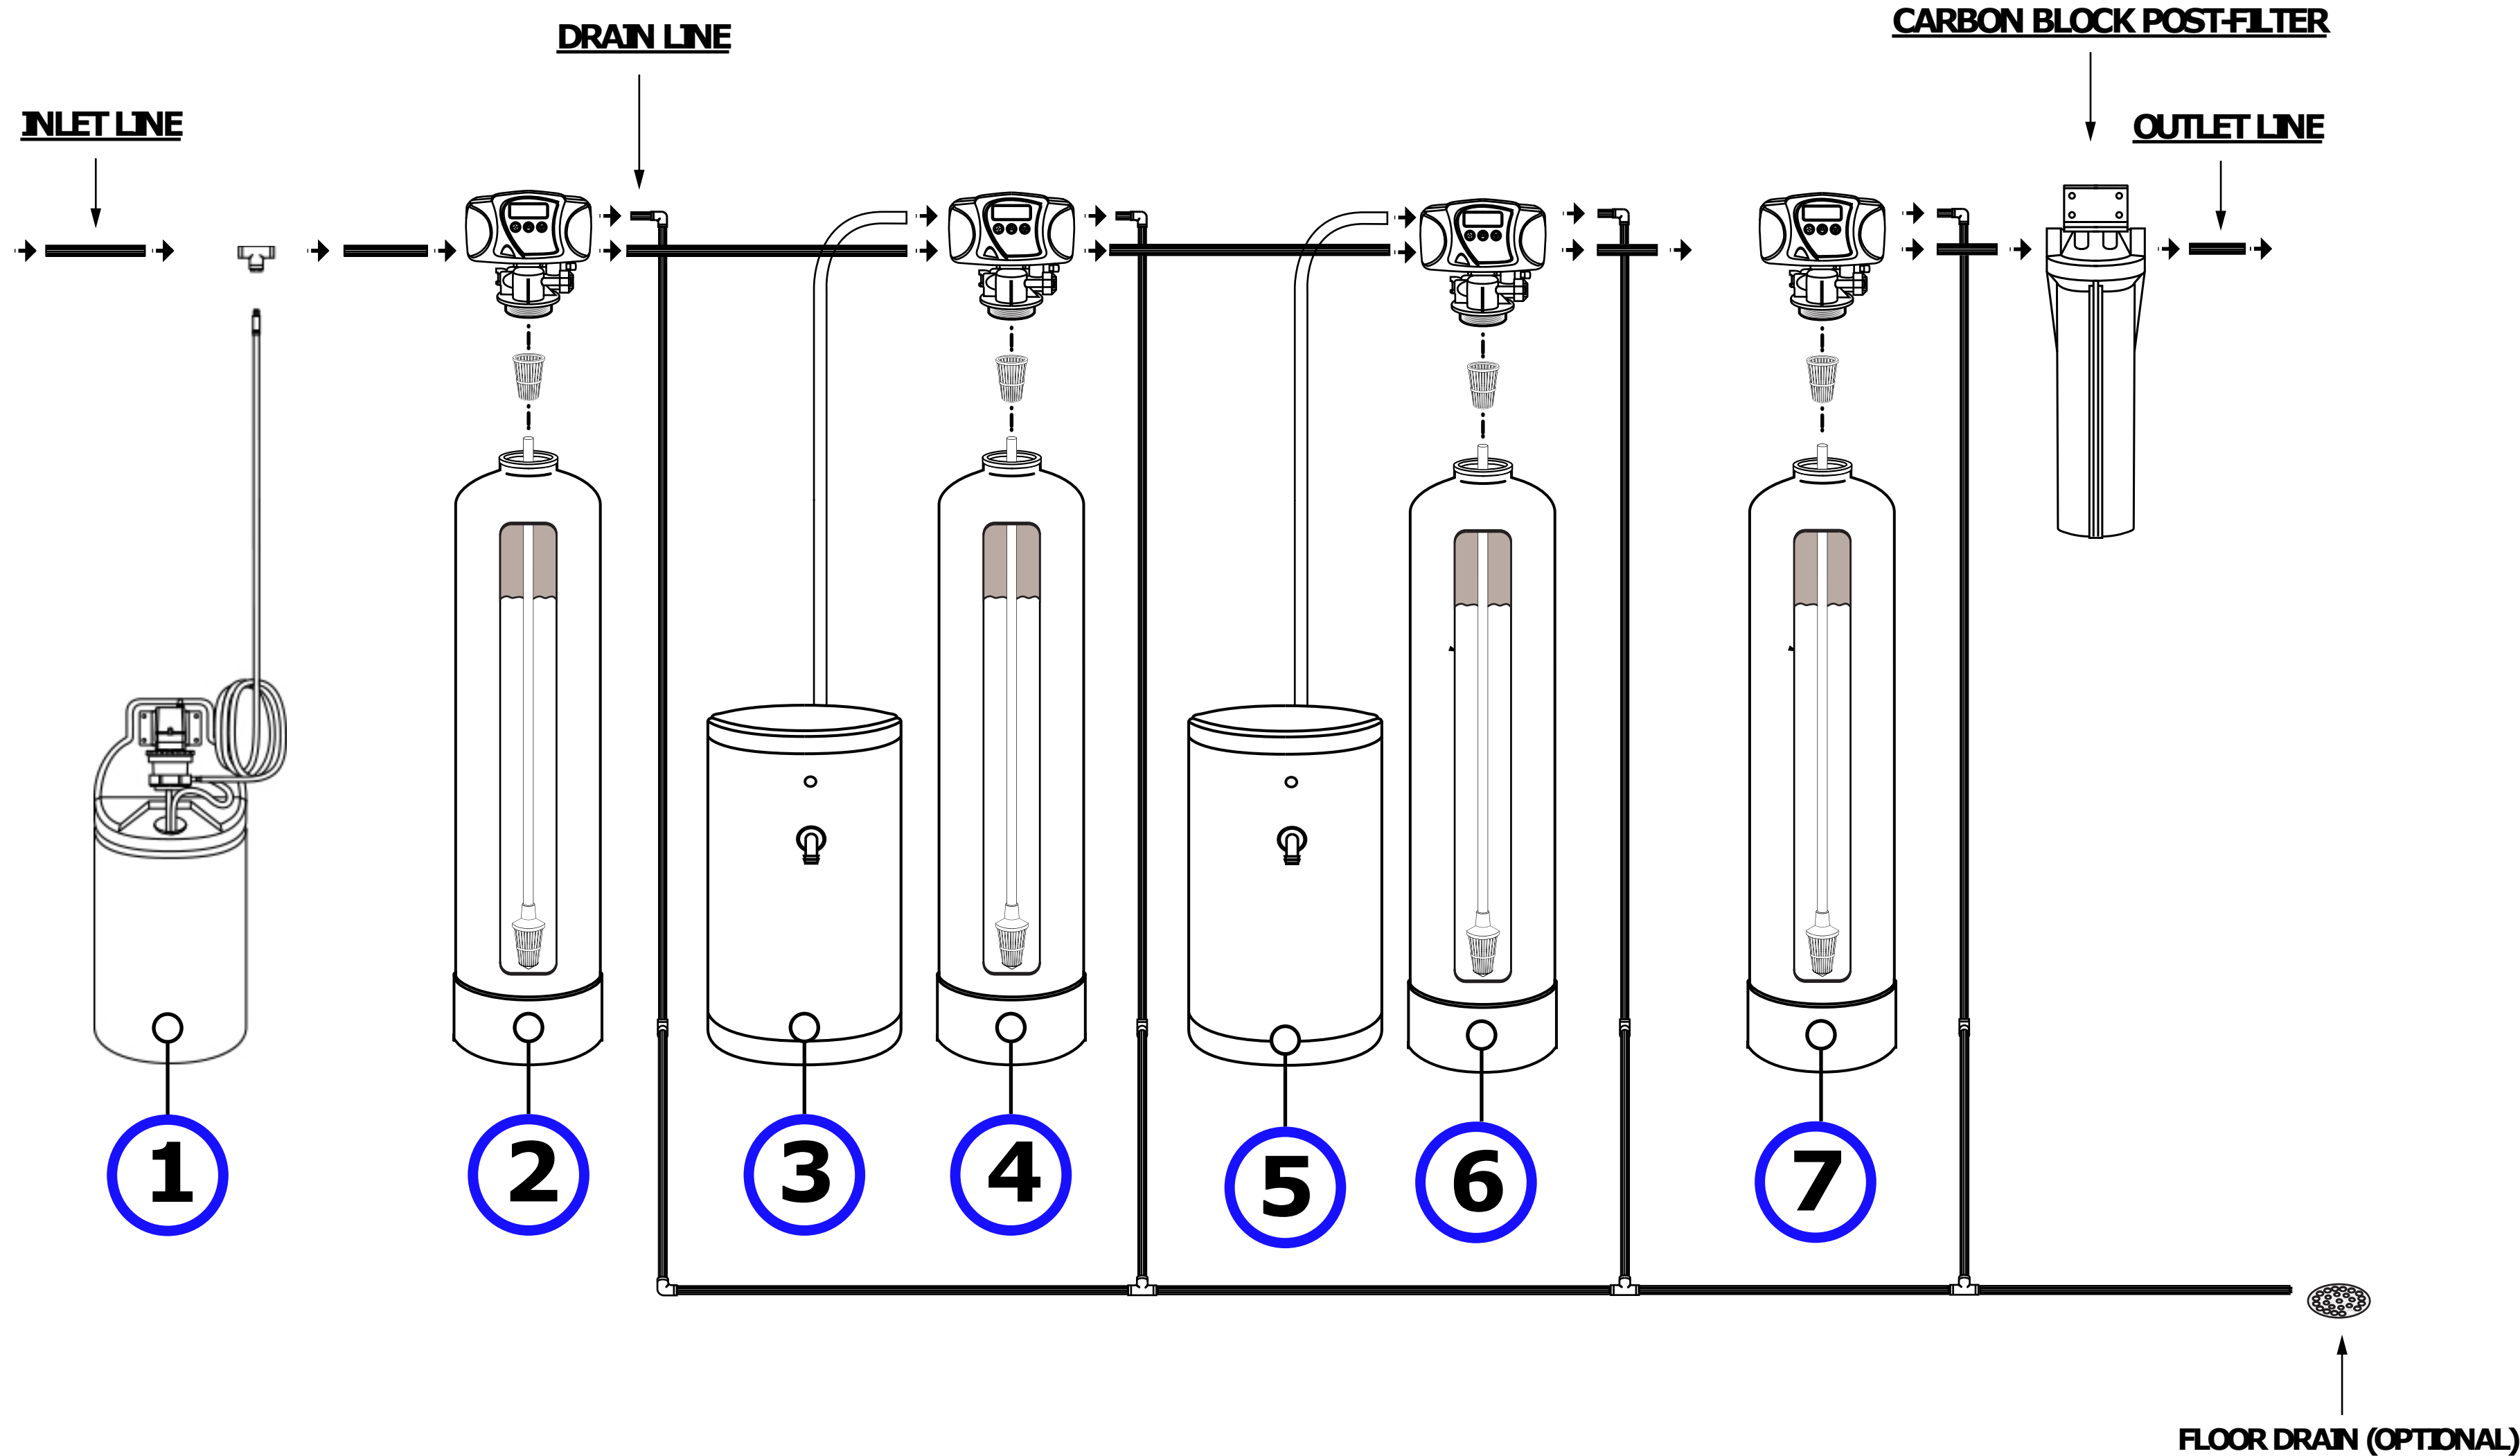 CARBON BLOCK POST-FILTER
DRAIN LINE
INLET LINE
OUTLET LINE
1
2
3
4
5
6
7
FLOOR DRAIN (OPTIONAL)